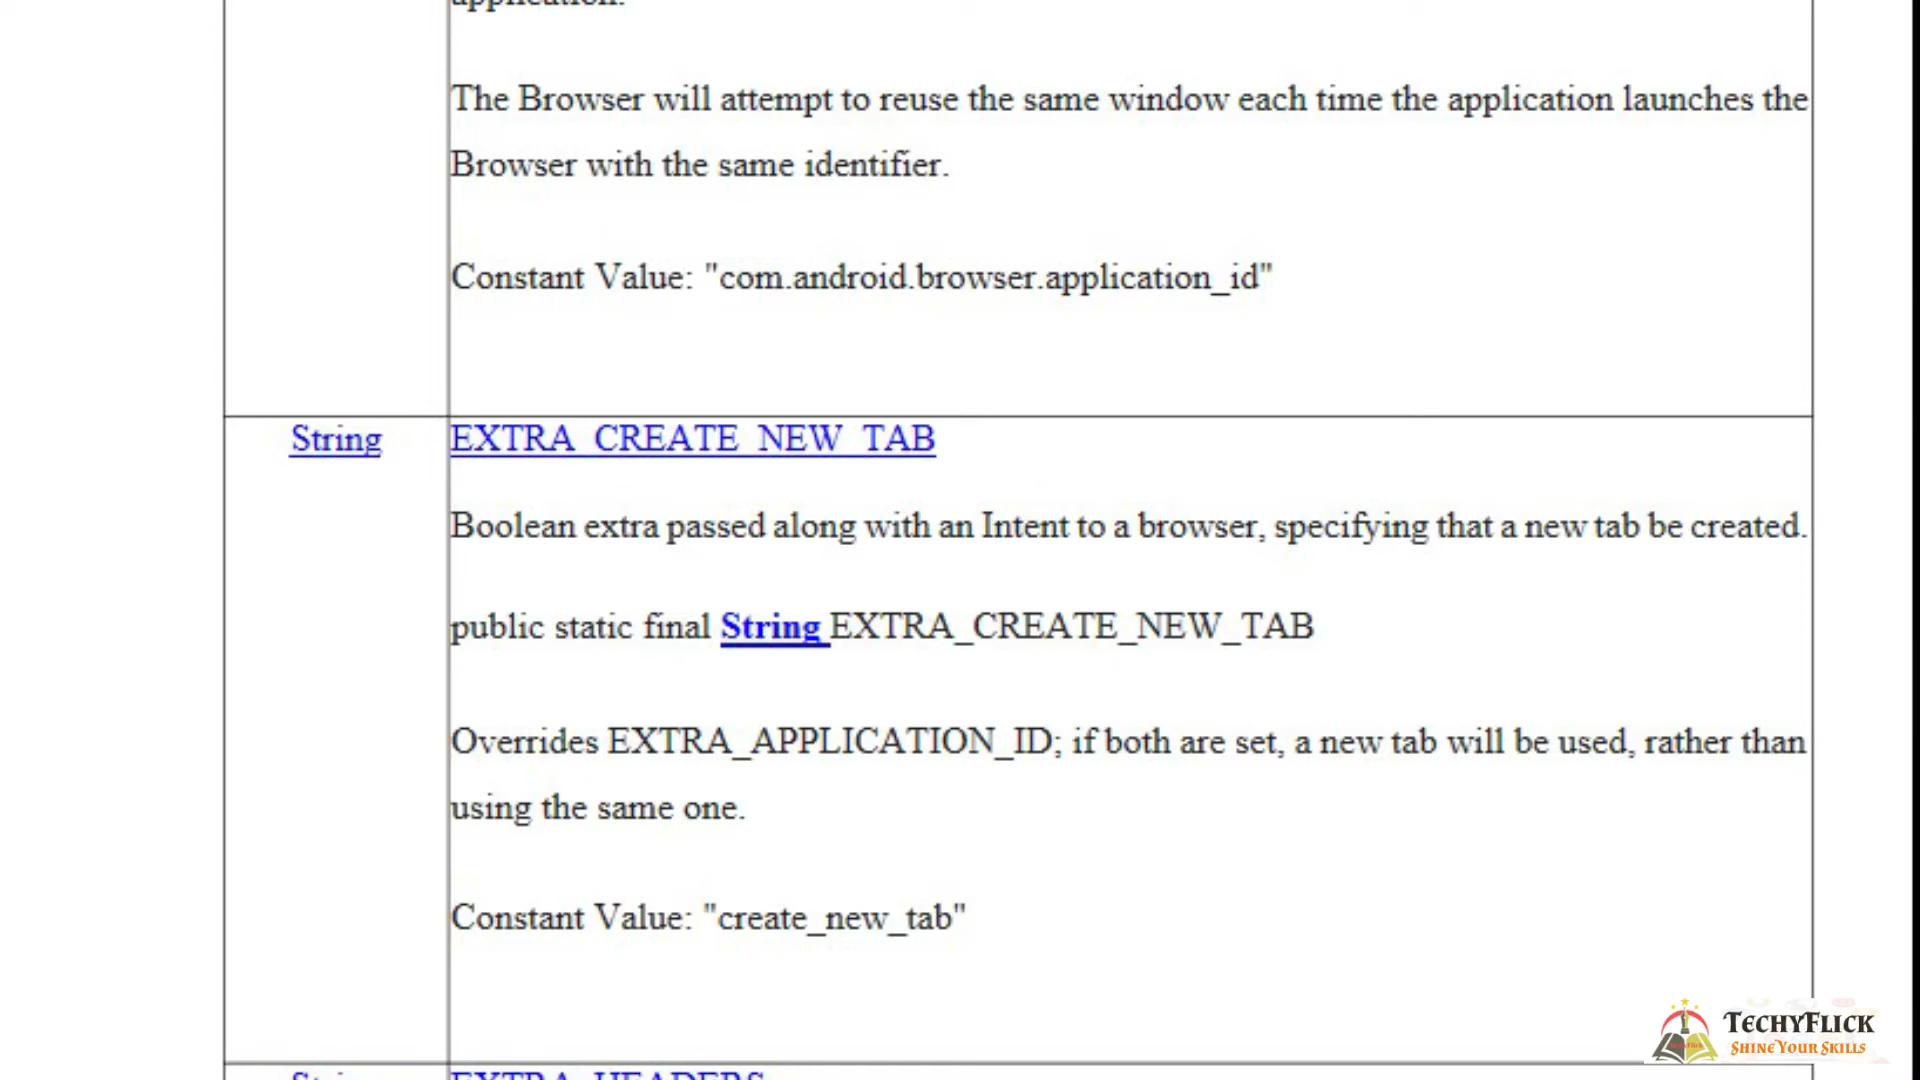 application.
The Browser will attempt to reuse the same window each time the application launches the
Browser with the same identifier.
Constant Value: "com.android.browser.application_id"
String EXTRA_CREATE_NEW_TAB
Boolean extra passed along with an Intent to a browser, specifying that a new tab be created.
public static final String EXTRA_CREATE_NEW_TAB
Overrides EXTRA_APPLICATION_ID; if both are set, a new tab will be used, rather than
using the same one.
Constant Value: "create_new_tab"
String EXTRA_HEADERS
TECHYFLICK
SHINE YOUR SKILLS